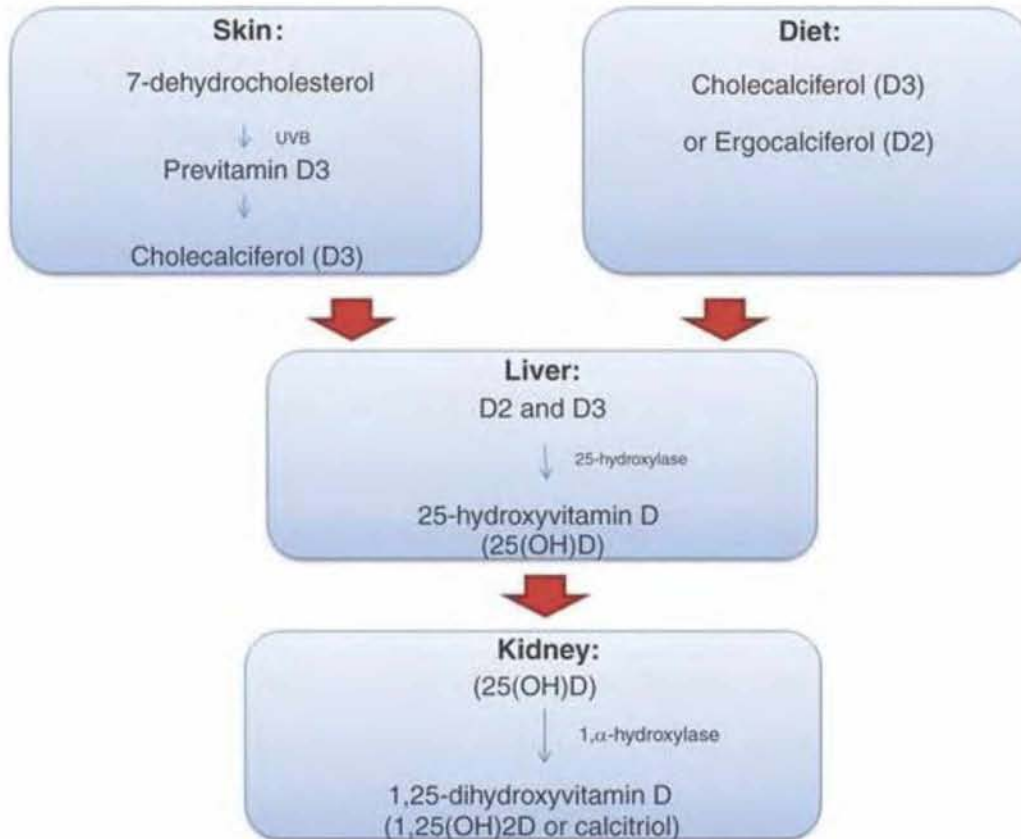 Skin:
7-dehydrocholesterol
UVB
Previtamin D3
Cholecalciferol (D3)
Diet:
Cholecalciferol (D3)
or Ergocalciferol (D2)
Liver:
D2 and D3
25-hydroxylase
25-hydroxyvitamin D
(25(OH)D)
Kidney:
(25(OH)D)
1,α-hydroxylase
1,25-dihydroxyvitamin D
(1,25(OH)2D or calcitriol)